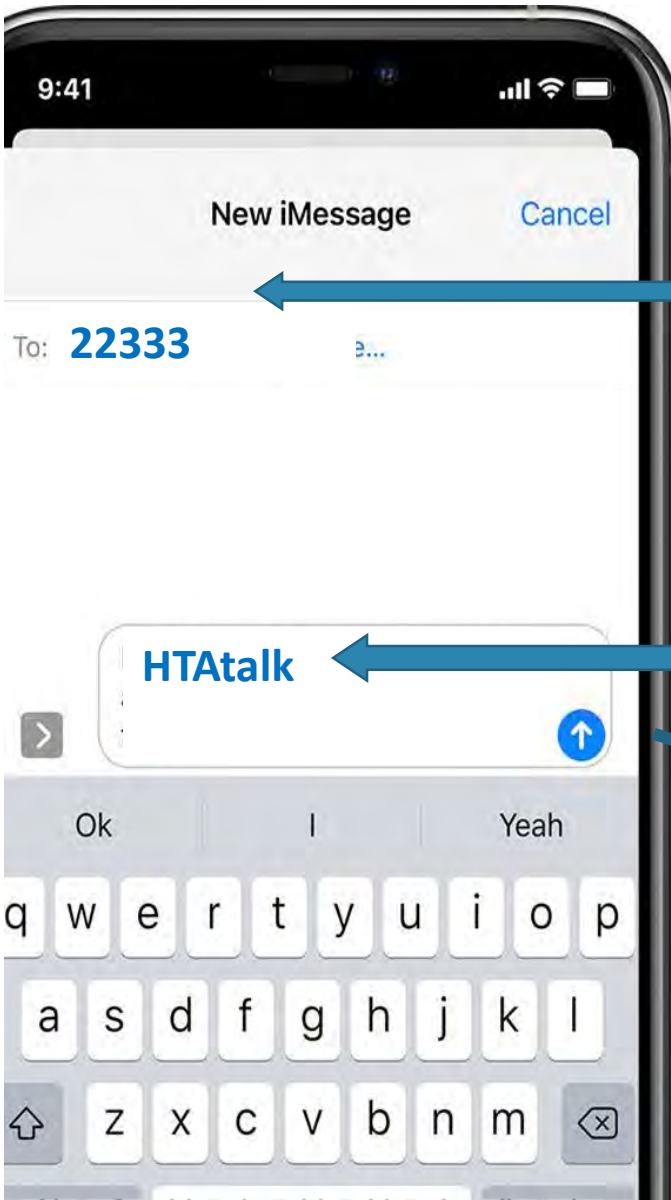 9:41
New iMessage Cancel
To: 22333 e...
HTAtalk
Ok I Yeah
q w e r t y u i o p
a s d f g h j k l
z x c v b n m